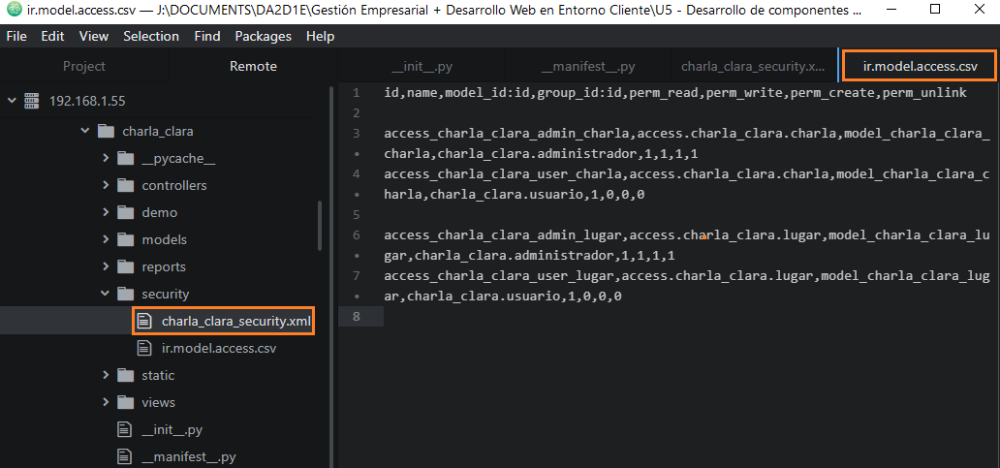 ir.model.access.csv — J:\DOCUMENTS\DA2D1E\Gestión Empresarial + Desarrollo Web en Entorno Cliente\U5 - Desarrollo de componentes ...
File Edit View Selection Find Packages Help
Project Remote
__init__.py __manifest__.py charla_clara_security.x... ir.model.access.csv
192.168.1.55
charla_clara
__pycache__
controllers
demo
models
reports
security
charla_clara_security.xml
ir.model.access.csv
static
views
__init__.py
__manifest__.py
1 id,name,model_id:id,group_id:id,perm_read,perm_write,perm_create,perm_unlink
2
3 access_charla_clara_admin_charla,access.charla_clara.charla,model_charla_clara_
• charla,charla_clara.administrador,1,1,1,1
4 access_charla_clara_user_charla,access.charla_clara.charla,model_charla_clara_c
• harla,charla_clara.usuario,1,0,0,0
5
6 access_charla_clara_admin_lugar,access.charla_clara.lugar,model_charla_clara_lu
• gar,charla_clara.administrador,1,1,1,1
7 access_charla_clara_user_lugar,access.charla_clara.lugar,model_charla_clara_lug
• ar,charla_clara.usuario,1,0,0,0
8